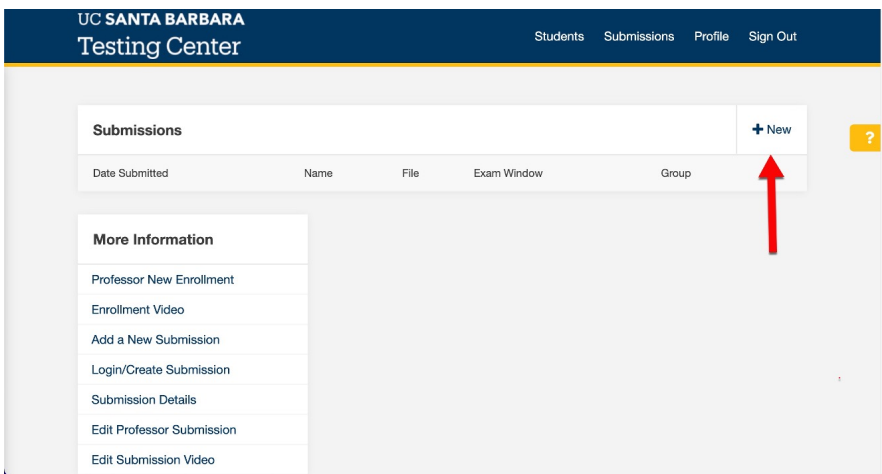 UC SANTA BARBARA
Testing Center
Students Submissions Profile Sign Out
Submissions
+ New
?
Date Submitted Name File Exam Window Group
More Information
Professor New Enrollment
Enrollment Video
Add a New Submission
Login/Create Submission
1
Submission Details
Edit Professor Submission
Edit Submission Video